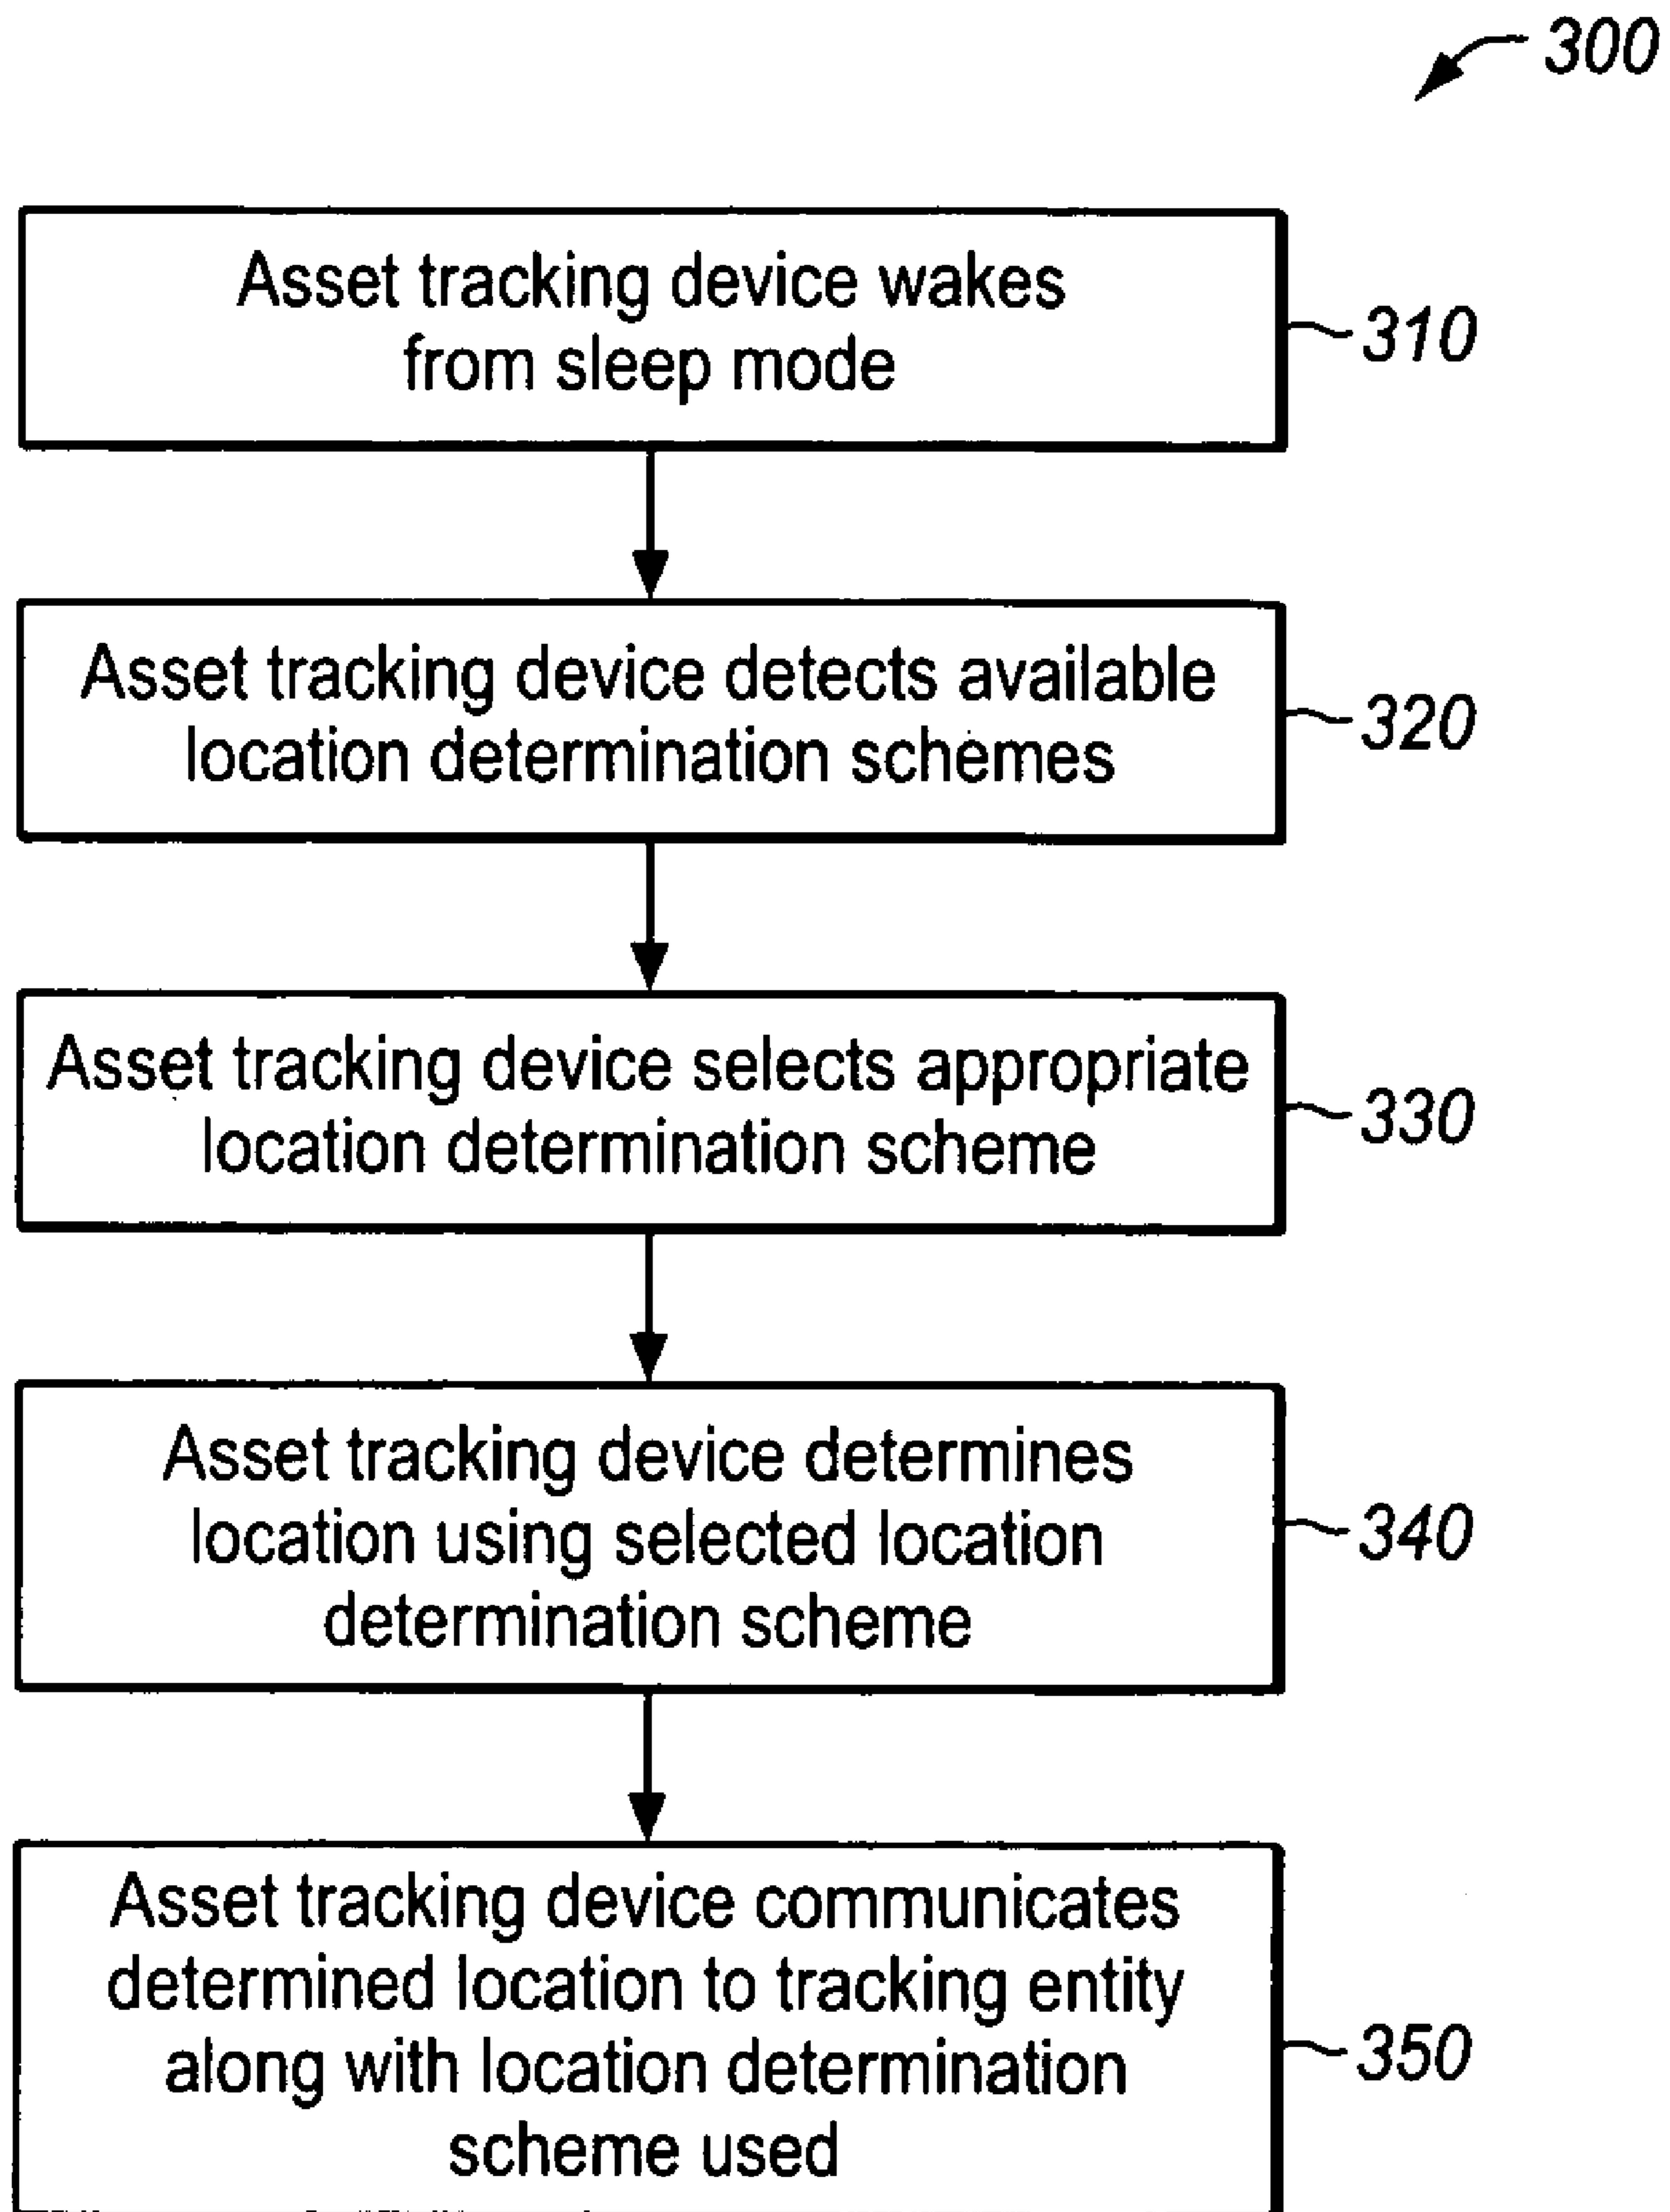 300
Asset tracking device wakes
from sleep mode
310
Asset tracking device detects available
location determination schemes
320
Asset tracking device selects appropriate
location determination scheme
330
Asset tracking device determines
location using selected location
determination scheme
340
Asset tracking device communicates
determined location to tracking entity
along with location determination
scheme used
350